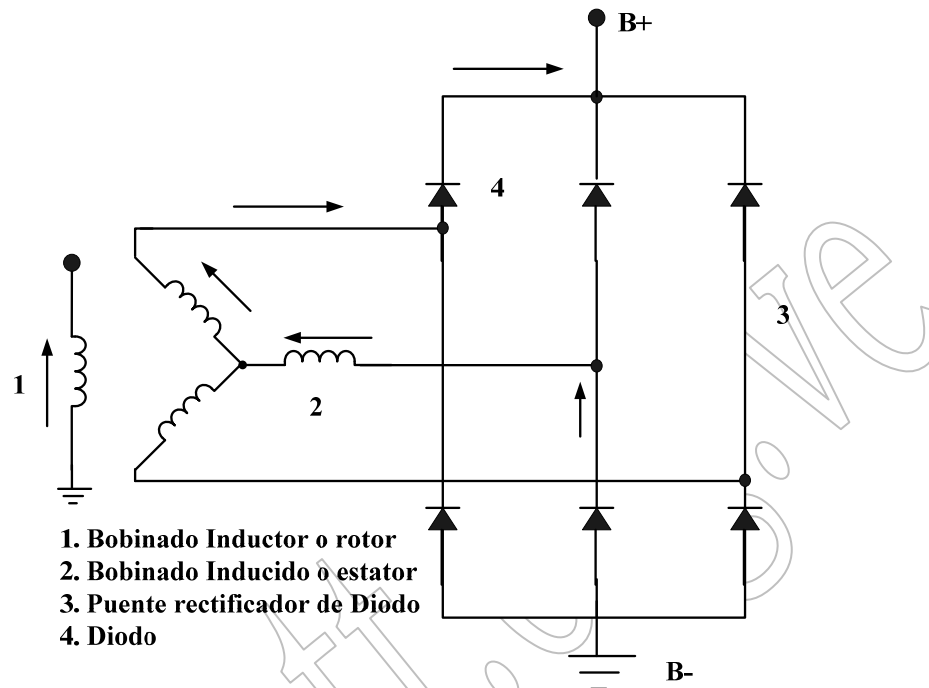 B+
4
3
1
2
1. Bobinado Inductor o rotor
2. Bobinado Inducido o estator
3. Puente rectificador de Diodo
4. Diodo
B-